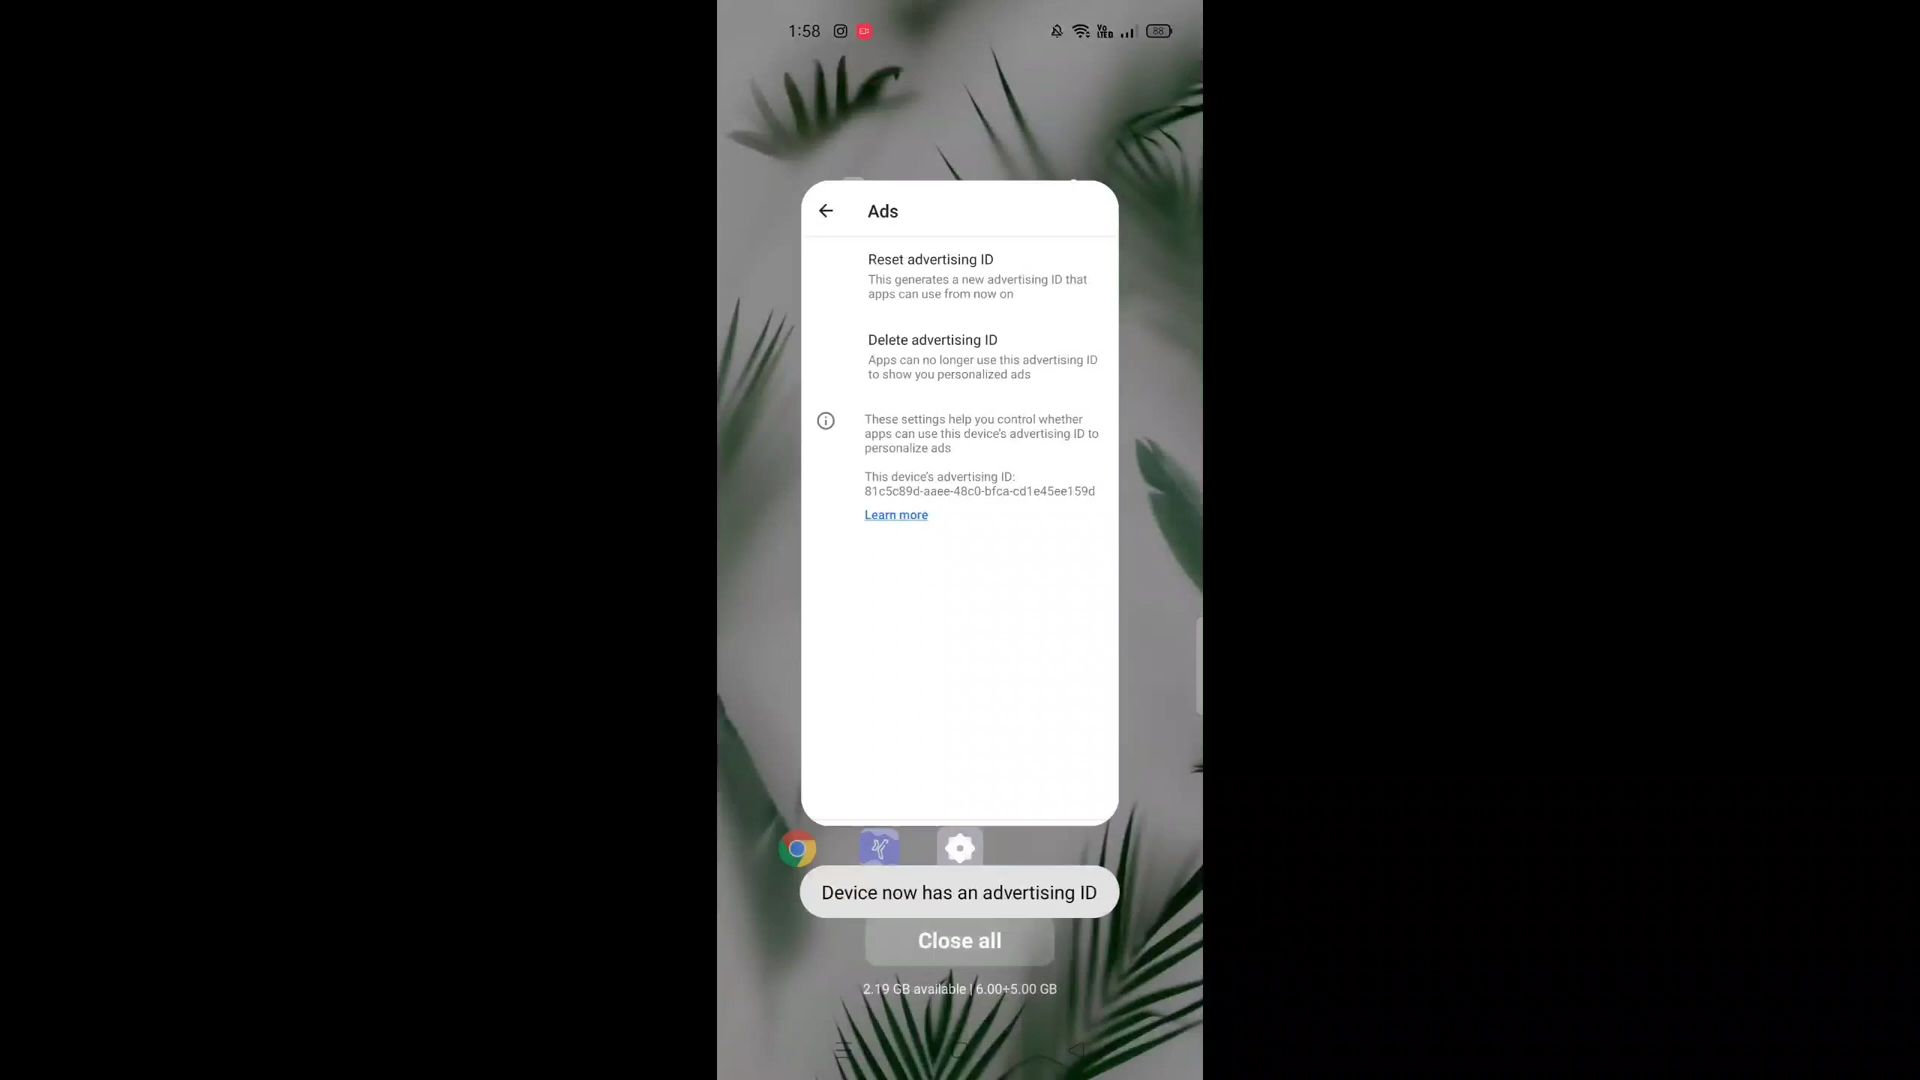 1:58
Vo
LTED
88
Ads
Reset advertising ID
This generates a new advertising ID that
apps can use from now on
Delete advertising ID
Apps can no longer use this advertising ID
to show you personalized ads
These settings help you control whether
apps can use this device's advertising ID to
personalize ads
This device's advertising ID:
81c5c89d-aaee-48c0-bfca-cd1e45ee159d
Learn more
Device now has an advertising ID
Close all
2.19 GB available | 6.00+5.00 GB